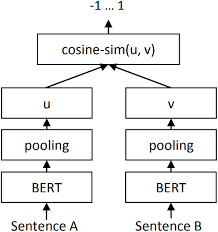 -1 ... 1
cosine-sim(u, v)
u v
pooling pooling
BERT BERT
Sentence A Sentence B